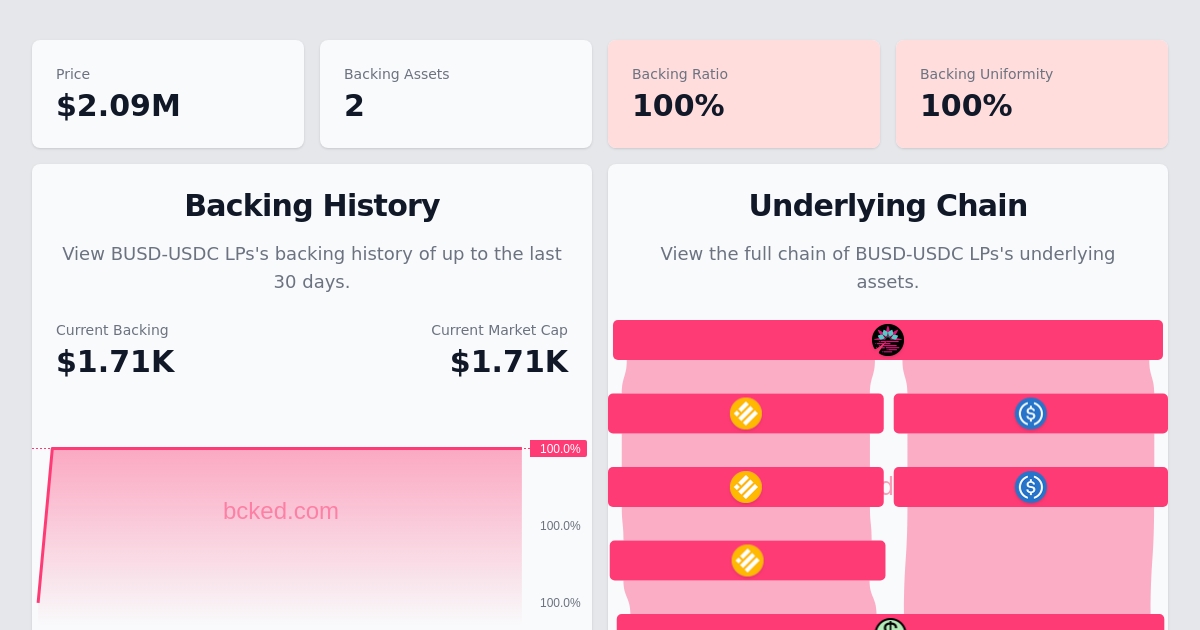 Price
$2.09M
Backing Assets
2
Backing Ratio
100%
Backing Uniformity
100%
Backing History
View BUSD-USDC LPs's backing history of up to the last
30 days.
Current Backing
$1.71K
Current Market Cap
$1.71K
100.0%
bcked.com
100.0%
100.0%
Underlying Chain
View the full chain of BUSD-USDC LPs's underlying
assets.